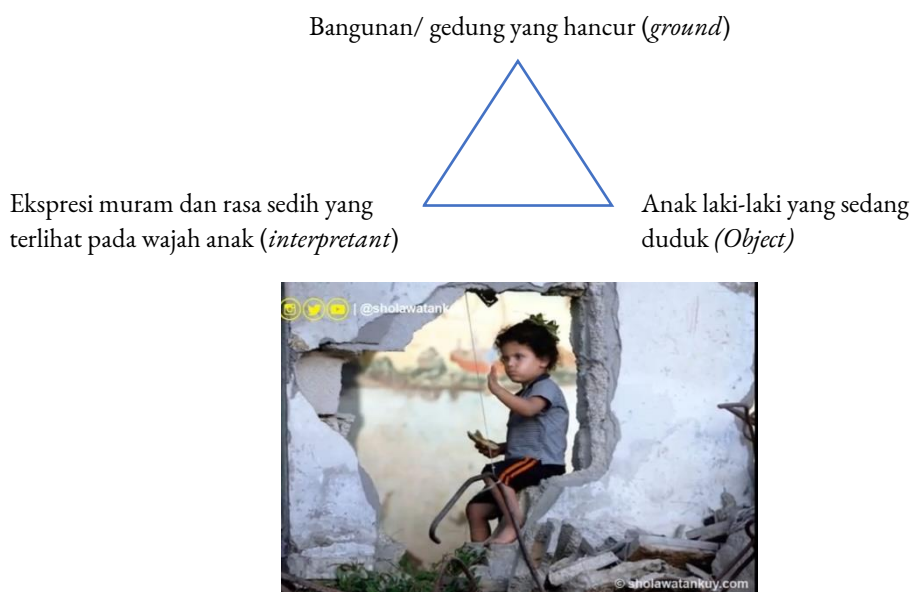 Bangunan/ gedung yang hancur (ground)
Ekspresi muram dan rasa sedih yang
terlihat pada wajah anak (interpretant)
Anak laki-laki yang sedang
duduk (Object)
| @sholawatank
© sholawatankuy.com